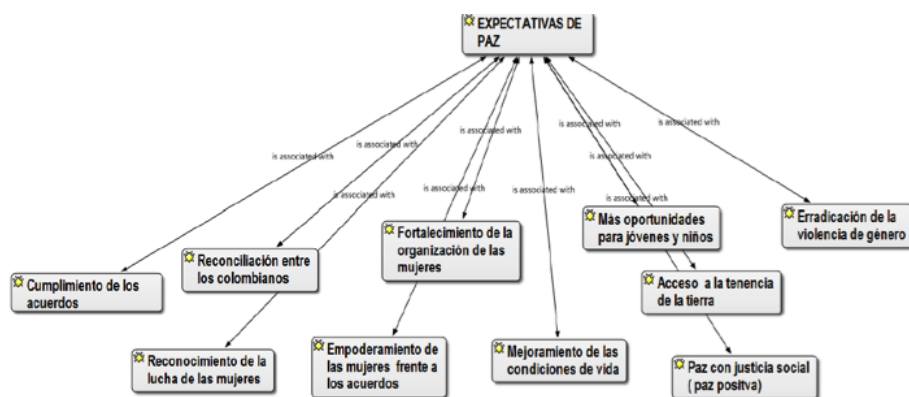 EXPECTATIVAS DE
PAZ
is associated with
is associated with
is associated with
is associated with
is associated with
is associated with
is associated with
is associated with
is associated with
is associated with
Cumplimiento de los
acuerdos
Reconciliación entre
los colombianos
Fortalecimiento de la
organización de las
mujeres
Más oportunidades
para jóvenes y niños
Erradicación de la
violencia de género
Acceso a la tenencia
de la tierra
Reconocimiento de la
lucha de las mujeres
Empoderamiento de
las mujeres frente a
los acuerdos
Mejoramiento de las
condiciones de vida
Paz con justicia social
( paz positva)